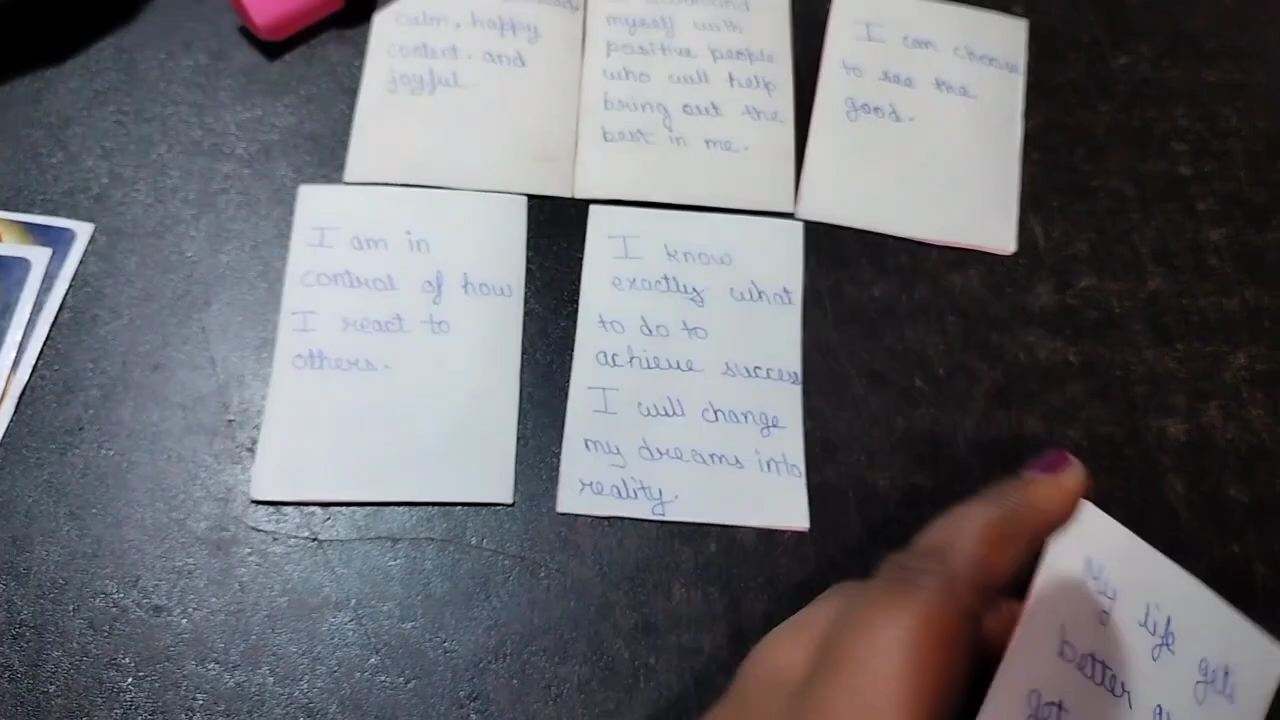 calm, happy
content. and
joyful
myself with
positive people
who will help
bring out the
best in me.
I can choose
to see the
good.
I am in
control of how
I react to
others.
I know
exactly what
to do to
achieve success
I will change
my dreams into
reality.
My life gets
better